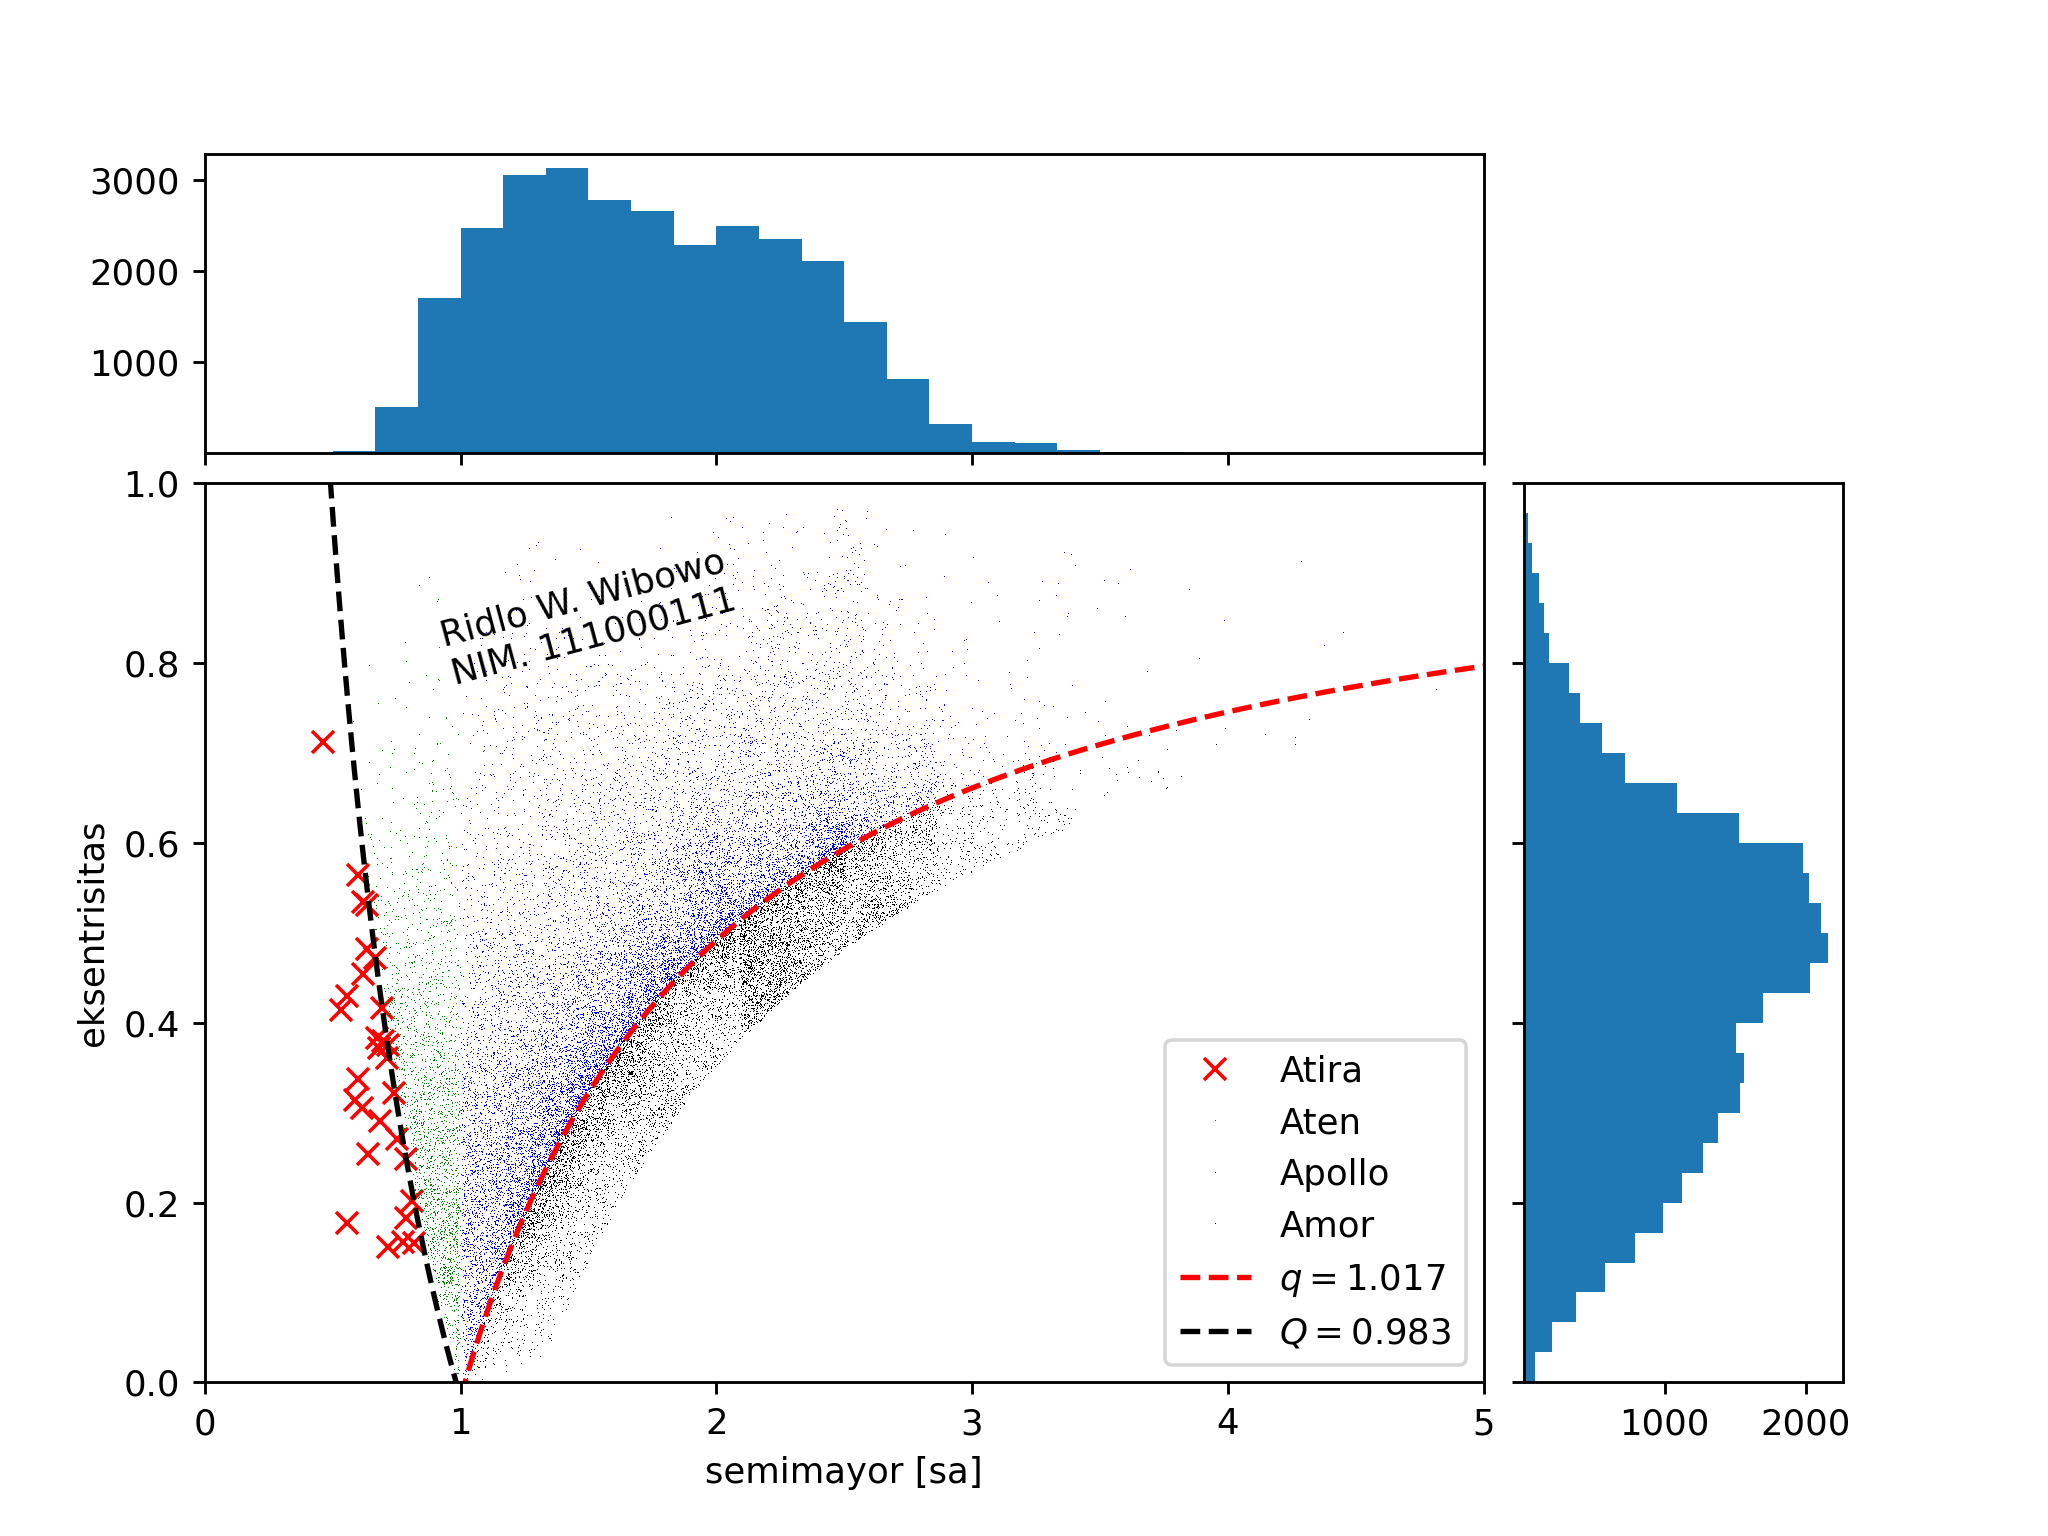 3000
2000
1000
1.0
0.8
0.6
0.4
0.2
0.0
eksentrisitas
Ridlo W. Wibowo
NIM. 111000111
Atira
Aten
Apollo
Amor
q = 1.017
Q = 0.983
0 1 2 3 4 5
semimayor [sa]
1000 2000